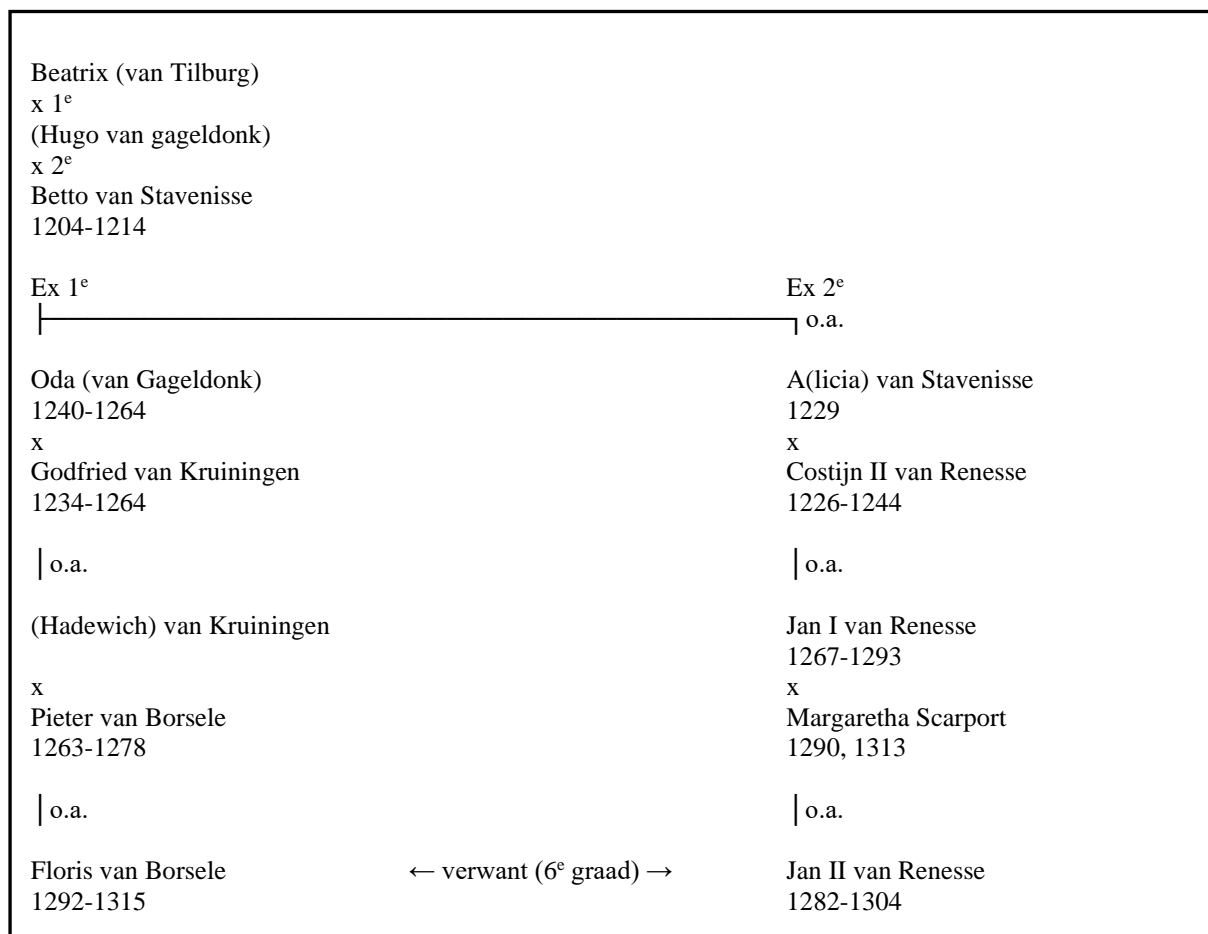 Beatrix (van Tilburg)
x 1e
(Hugo van gageldonk)
x 2e
Betto van Stavenisse
1204-1214
Ex 1e Ex 2e
o.a.
Oda (van Gageldonk) A(licia) van Stavenisse
1240-1264 1229
x x
Godfried van Kruiningen Costijn II van Renesse
1234-1264 1226-1244
o.a. o.a.
(Hadewich) van Kruiningen Jan I van Renesse
1267-1293
x x
Pieter van Borsele Margaretha Scarport
1263-1278 1290, 1313
o.a. o.a.
Floris van Borsele ← verwant (6e graad) → Jan II van Renesse
1292-1315 1282-1304